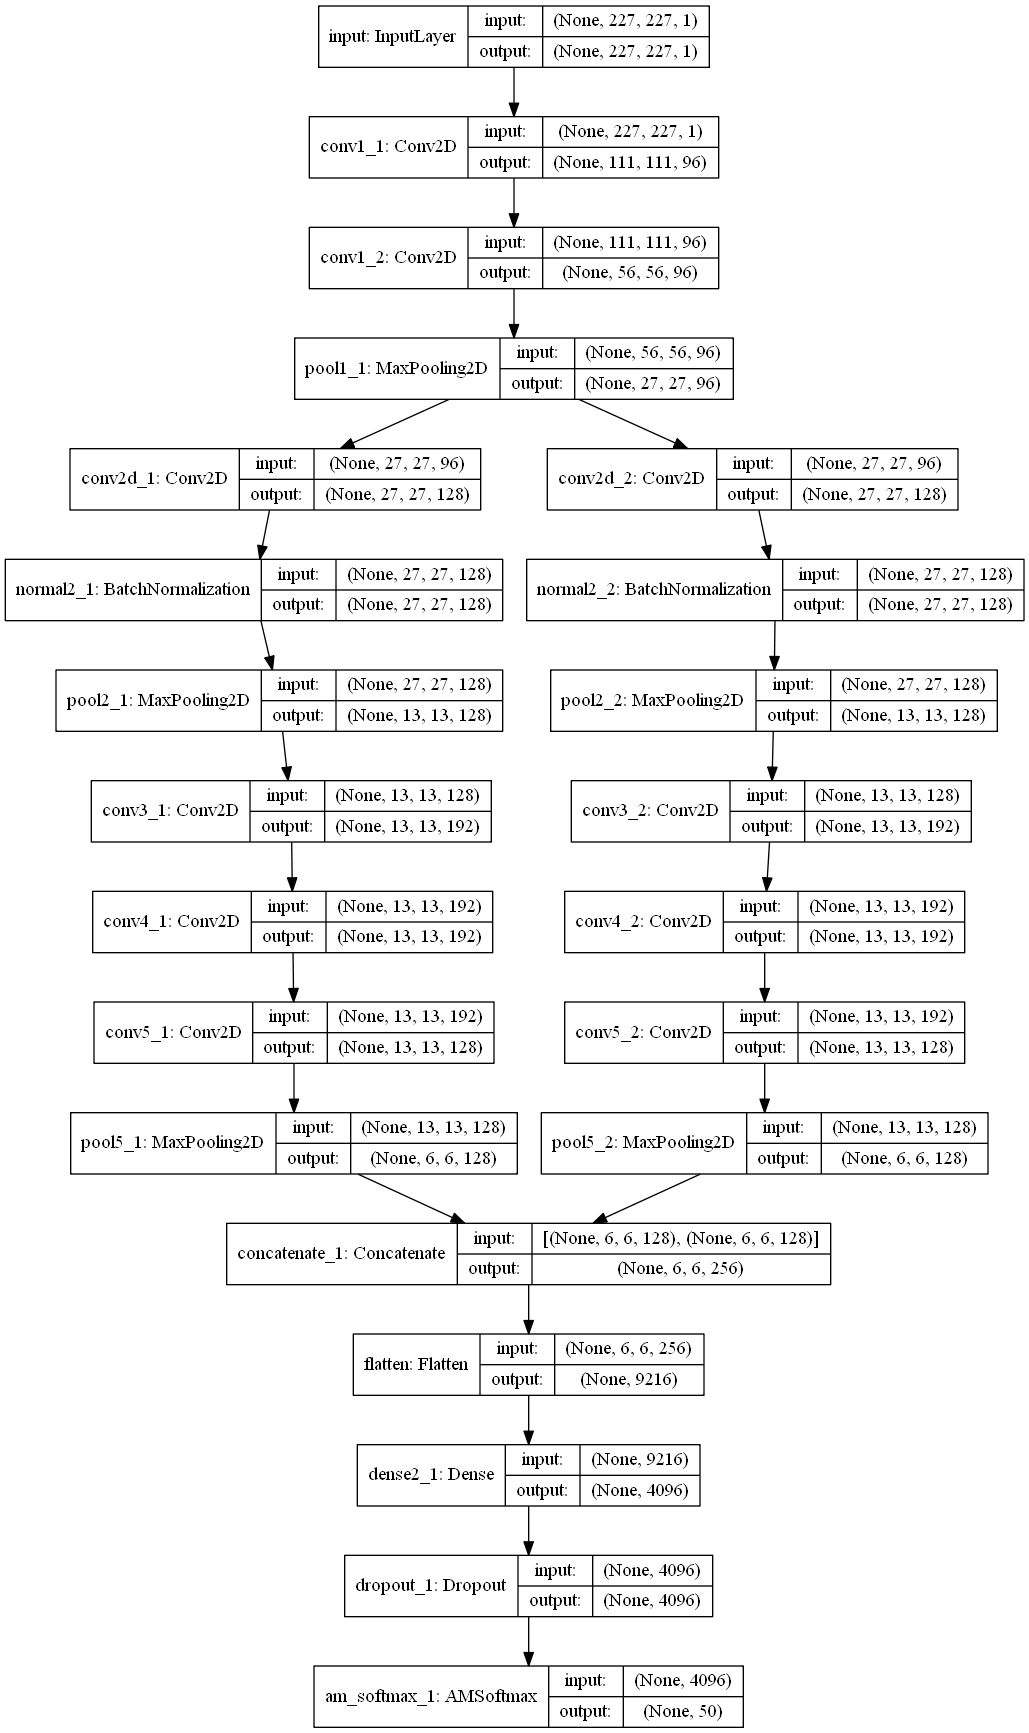 input: InputLayer
input: (None, 227, 227, 1)
output: (None, 227, 227, 1)
conv1_1: Conv2D
input: (None, 227, 227, 1)
output: (None, 111, 111, 96)
conv1_2: Conv2D
input: (None, 111, 111, 96)
output: (None, 56, 56, 96)
pool1_1: MaxPooling2D
input: (None, 56, 56, 96)
output: (None, 27, 27, 96)
conv2d_1: Conv2D
input: (None, 27, 27, 96)
output: (None, 27, 27, 128)
conv2d_2: Conv2D
input: (None, 27, 27, 96)
output: (None, 27, 27, 128)
normal2_1: BatchNormalization
input: (None, 27, 27, 128)
output: (None, 27, 27, 128)
normal2_2: BatchNormalization
input: (None, 27, 27, 128)
output: (None, 27, 27, 128)
pool2_1: MaxPooling2D
input: (None, 27, 27, 128)
output: (None, 13, 13, 128)
pool2_2: MaxPooling2D
input: (None, 27, 27, 128)
output: (None, 13, 13, 128)
conv3_1: Conv2D
input: (None, 13, 13, 128)
output: (None, 13, 13, 192)
conv3_2: Conv2D
input: (None, 13, 13, 128)
output: (None, 13, 13, 192)
conv4_1: Conv2D
input: (None, 13, 13, 192)
output: (None, 13, 13, 192)
conv4_2: Conv2D
input: (None, 13, 13, 192)
output: (None, 13, 13, 192)
conv5_1: Conv2D
input: (None, 13, 13, 192)
output: (None, 13, 13, 128)
conv5_2: Conv2D
input: (None, 13, 13, 192)
output: (None, 13, 13, 128)
pool5_1: MaxPooling2D
input: (None, 13, 13, 128)
output: (None, 6, 6, 128)
pool5_2: MaxPooling2D
input: (None, 13, 13, 128)
output: (None, 6, 6, 128)
concatenate_1: Concatenate
input: [(None, 6, 6, 128), (None, 6, 6, 128)]
output: (None, 6, 6, 256)
flatten: Flatten
input: (None, 6, 6, 256)
output: (None, 9216)
dense2_1: Dense
input: (None, 9216)
output: (None, 4096)
dropout_1: Dropout
input: (None, 4096)
output: (None, 4096)
am_softmax_1: AMSoftmax
input: (None, 4096)
output: (None, 50)